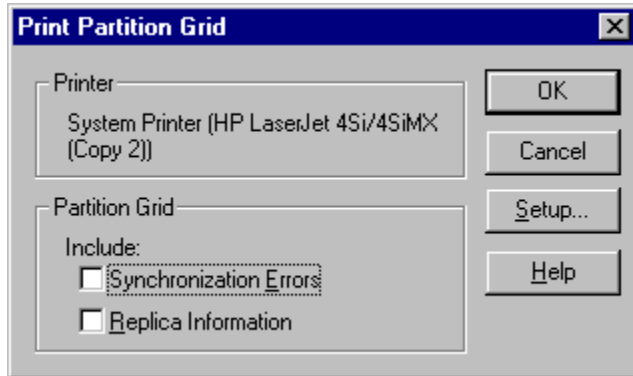 Print Partition Grid
Printer
System Printer (HP LaserJet 4Si/4SiMX
(Copy 2))
OK
Cancel
Setup...
Help
Partition Grid
Include:
Synchronization Errors
Replica Information